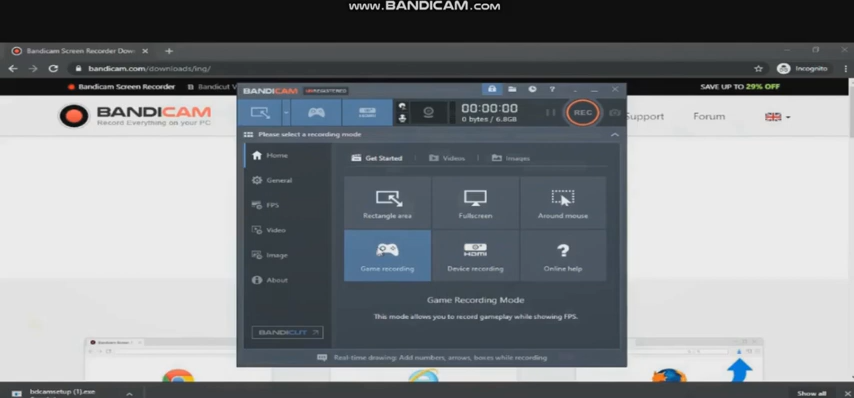 www.BANDICAM.com
Bandicam Screen Recorder Dow
bandicam.com/downloads/lng/
Incognito
Bandicam Screen Recorder
Bandicut V
SAVE UP TO 29% OFF
BANDICAM
Record Everything on your PC
Support
Forum
BANDICAM
UNREGISTERED
00:00:00
0 bytes / 6.8GB
REC
Please select a recording mode
Home
General
FPS
Video
Image
About
BANDICUT
Get Started
Videos
Images
Rectangle area
Fullscreen
Around mouse
Game recording
HDMI
Device recording
Online help
Game Recording Mode
This mode allows you to record gameplay while showing FPS.
Real-time drawing: Add numbers, arrows, boxes while recording
bdcamsetup (1).exe
Show all